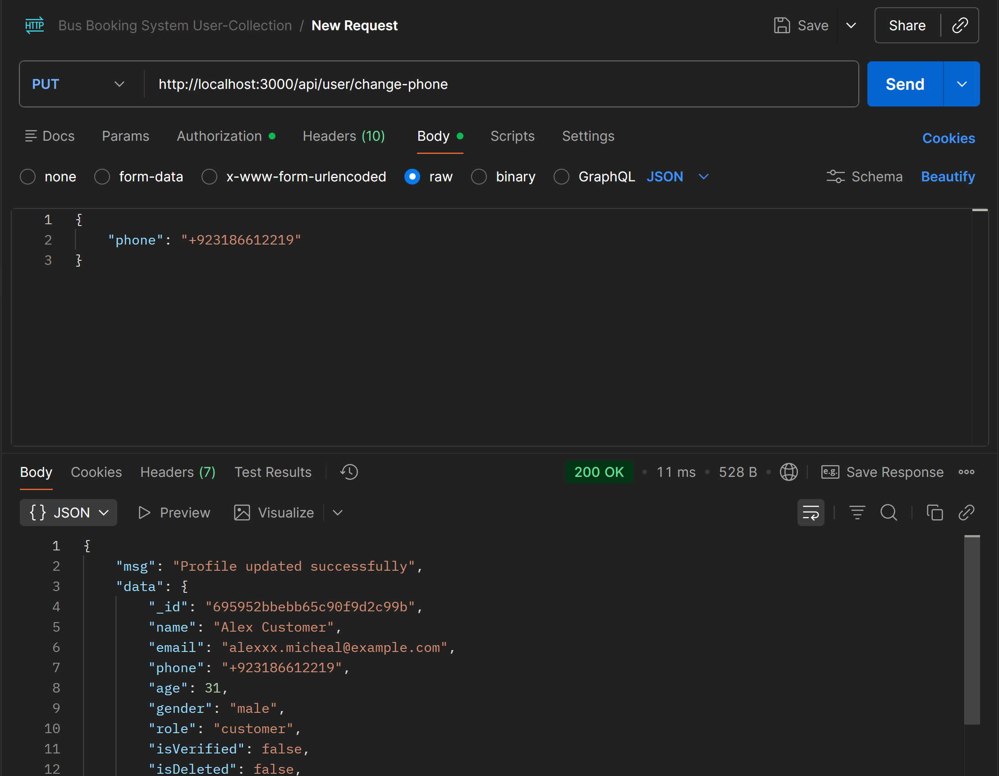 HTTP Bus Booking System User-Collection / New Request Save Share
PUT http://localhost:3000/api/user/change-phone Send
Docs Params Authorization Headers (10) Body Scripts Settings Cookies
none form-data x-www-form-urlencoded raw binary GraphQL JSON Schema Beautify
1 {
2 "phone": "+923186612219"
3 }
Body Cookies Headers (7) Test Results 200 OK • 11 ms • 528 B • e.g. Save Response
{} JSON Preview Visualize
1 {
2 "msg": "Profile updated successfully",
3 "data": {
4 "_id": "695952bbebb65c90f9d2c99b",
5 "name": "Alex Customer",
6 "email": "alexxx.micheal@example.com",
7 "phone": "+923186612219",
8 "age": 31,
9 "gender": "male",
10 "role": "customer",
11 "isVerified": false,
12 "isDeleted": false,